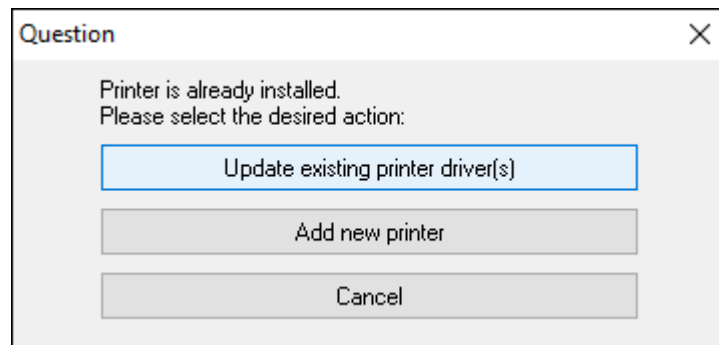 Question
Printer is already installed.
Please select the desired action:
Update existing printer driver(s)
Add new printer
Cancel